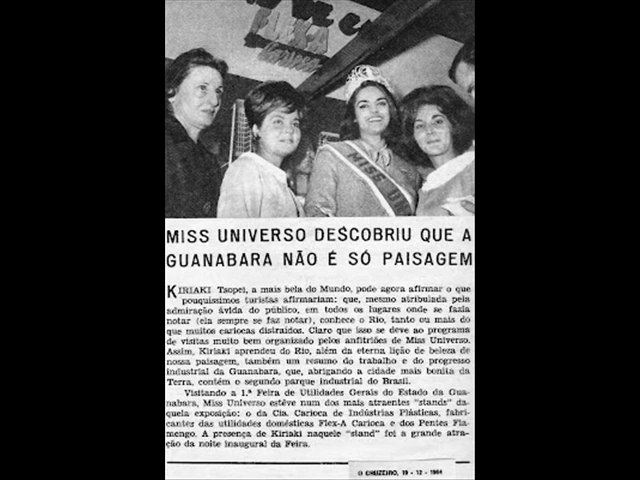 FLEXA
MISS UN
MISS UNIVERSO DESCOBRIU QUE A
GUANABARA NÃO É SÓ PAISAGEM
KIRIAKI Tsopei, a mais bela do Mundo, pode agora afirmar o que
pouquíssimos turistas afirmariam: que, mesmo atribulada pela
admiração ávida do público, em todos os lugares onde se fazia
notar (ela sempre se faz notar), conhece o Rio, tanto ou mais do
que muitos cariocas distraídos. Claro que isso se deve ao programa
de visitas muito bem organizado pelos anfitriões de Miss Universo.
Assim, Kiriaki aprendeu do Rio, além da eterna lição de beleza de
nossa paisagem, também um resumo do trabalho e do progresso
industrial da Guanabara, que, abrigando a cidade mais bonita da
Terra, contém o segundo parque industrial do Brasil.
Visitando a 1.ª Feira de Utilidades Gerais do Estado da Gua-
nabara, Miss Universo estêve num dos mais atraentes "stands" da-
quela exposição: o da Cia. Carioca de Indústrias Plásticas, fabri-
cantes das utilidades domésticas Flex-A Carioca e dos Pentes Fla-
mengo. A presença de Kiriaki naquele "stand" foi a grande atra-
ção da noite inaugural da Feira.
O CRUZEIRO, 19 - 12 - 1964